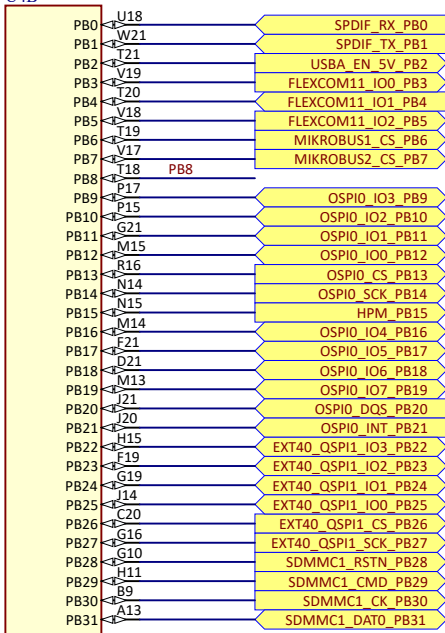 PB0 U18 SPDIF_RX_PB0
PB1 W21 SPDIF_TX_PB1
PB2 T21 USBA_EN_5V_PB2
PB3 V19 FLEXCOM11_IO0_PB3
PB4 T20 FLEXCOM11_IO1_PB4
PB5 V18 FLEXCOM11_IO2_PB5
PB6 T19 MIKROBUS1_CS_PB6
PB7 V17 MIKROBUS2_CS_PB7
PB8 T18 PB8
PB9 P17 OSPI0_IO3_PB9
PB10 P15 OSPI0_IO2_PB10
PB11 G21 OSPI0_IO1_PB11
PB12 M15 OSPI0_IO0_PB12
PB13 R16 OSPI0_CS_PB13
PB14 N14 OSPI0_SCK_PB14
PB15 N15 HPM_PB15
PB16 M14 OSPI0_IO4_PB16
PB17 F21 OSPI0_IO5_PB17
PB18 D21 OSPI0_IO6_PB18
PB19 M13 OSPI0_IO7_PB19
PB20 J21 OSPI0_DQS_PB20
PB21 J20 OSPI0_INT_PB21
PB22 H15 EXT40_QSPI1_IO3_PB22
PB23 F19 EXT40_QSPI1_IO2_PB23
PB24 G19 EXT40_QSPI1_IO1_PB24
PB25 J14 EXT40_QSPI1_IO0_PB25
PB26 C20 EXT40_QSPI1_CS_PB26
PB27 G16 EXT40_QSPI1_SCK_PB27
PB28 G10 SDMMC1_RSTN_PB28
PB29 H11 SDMMC1_CMD_PB29
PB30 B9 SDMMC1_CK_PB30
PB31 A13 SDMMC1_DAT0_PB31